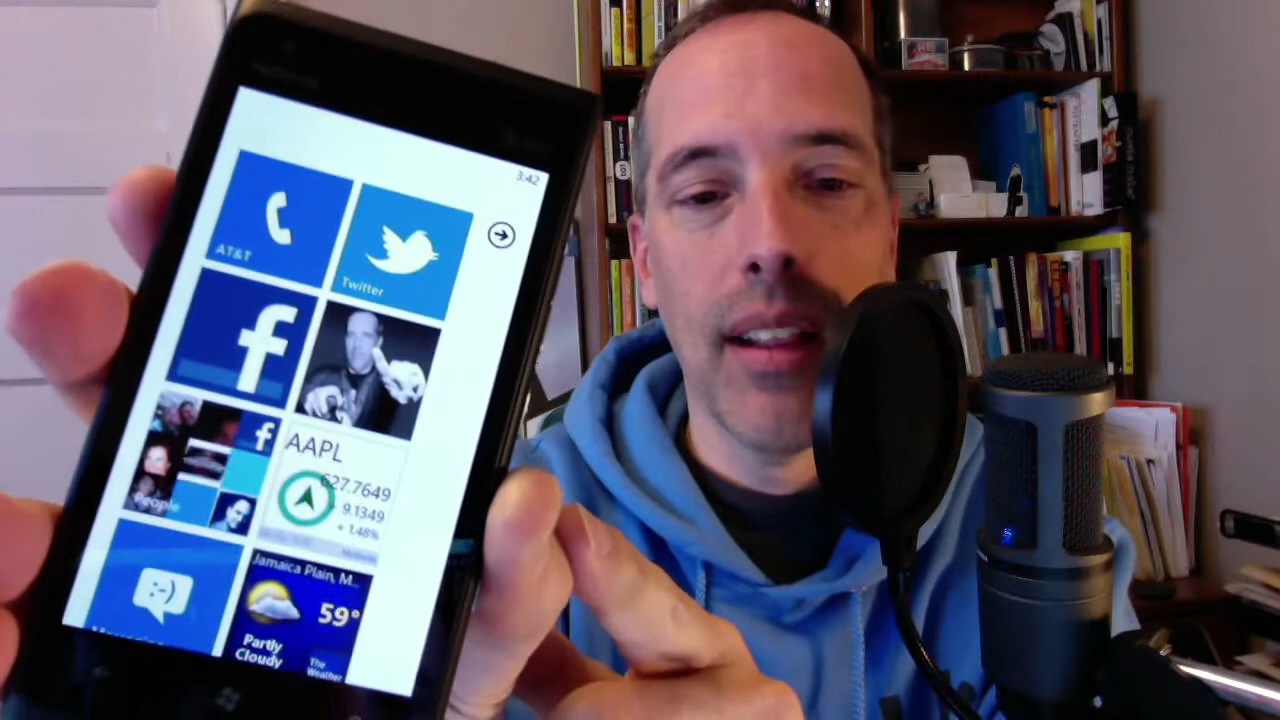 3:42
AT&T
Twitter
AAPL
627.7649
9.1349
+ 1.48%
People
Jamaica Plain, M...
59°
Partly
Cloudy
The
Weather